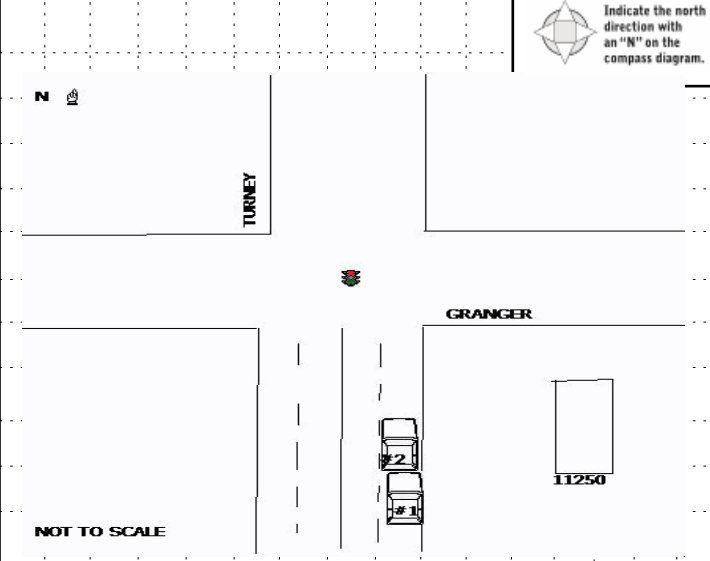 Indicate the north
direction with
an “N” on the
compass diagram.
N
TURNEY
GRANGER
#2
11250
#1
NOT TO SCALE